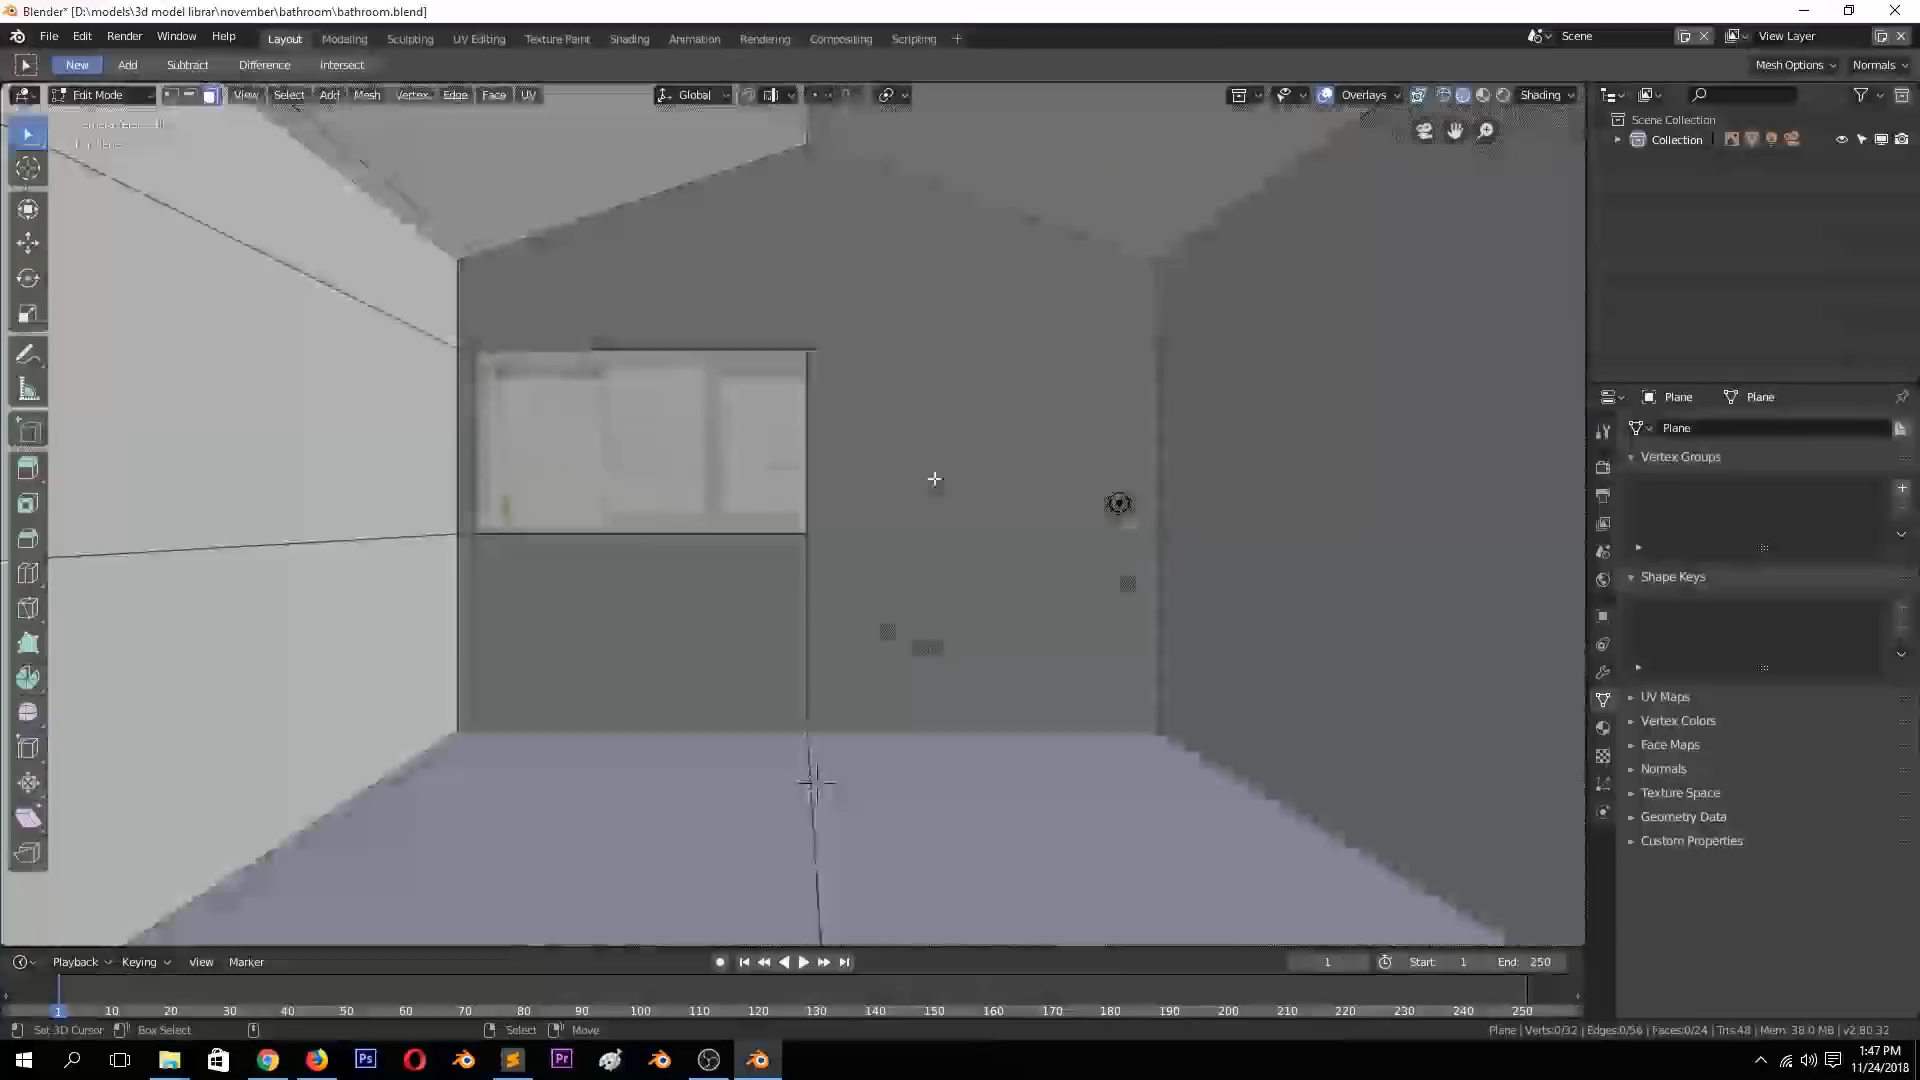 Blender* [D:\models\3d model librar\november\bathroom\bathroom.blend]
File Edit Render Window Help Layout Modeling Sculpting UV Editing Texture Paint Shading Animation Rendering Compositing Scripting + Scene View Layer
New Add Subtract Difference Intersect Mesh Options Normals
Edit Mode View Select Add Mesh Vertex Edge Face UV Global Overlays Shading
Scene Collection
Collection
Plane Plane
Plane
Vertex Groups
Shape Keys
UV Maps
Vertex Colors
Face Maps
Normals
Texture Space
Geometry Data
Custom Properties
Playback Keying View Marker 1 Start: 1 End: 250
1 10 20 30 40 50 60 70 80 90 100 110 120 130 140 150 160 170 180 190 200 210 220 230 240 250
Set 3D Cursor Box Select Select Move Plane | Verts:0/32 | Edges:0/56 | Faces:0/24 | Tris:48 | Mem: 38.0 MB | v2.80.32
Ps Pr 1:47 PM
11/24/2018